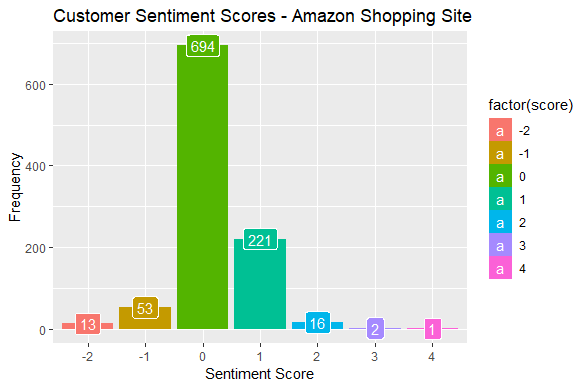 Customer Sentiment Scores - Amazon Shopping Site
694
600
400
Frequency
221
200
53
13
16
2
1
0
-2 -1 0 1 2 3 4
Sentiment Score
factor(score)
a -2
a -1
a 0
a 1
a 2
a 3
a 4